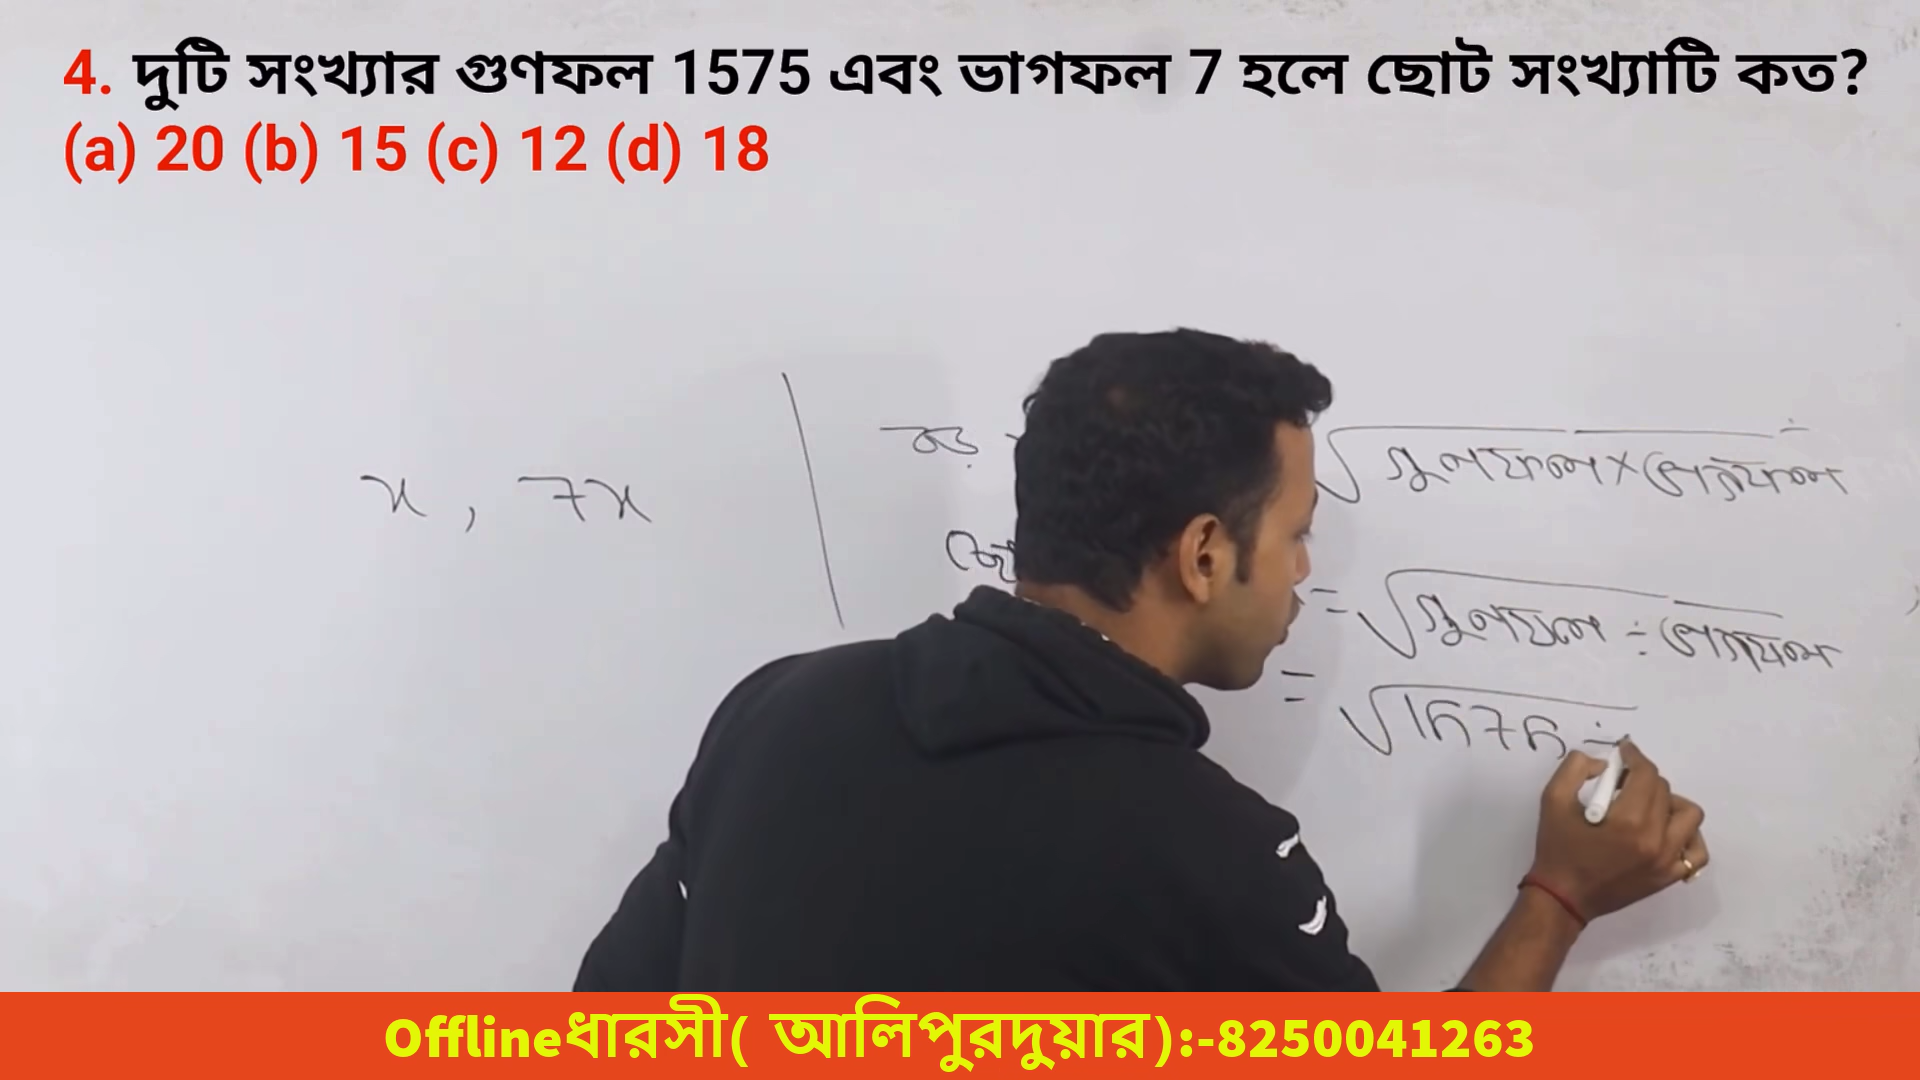 4. দুটি সংখ্যার গুণফল 1575 এবং ভাগফল 7 হলে ছোট সংখ্যাটি কত?
(a) 20 (b) 15 (c) 12 (d) 18
x, 7x
বড়
√গুণফল×ভাগফল
ছো
= √গুণফল÷ভাগফল
= √1575÷
Offlineধারসী( আলিপুরদুয়ার):-8250041263